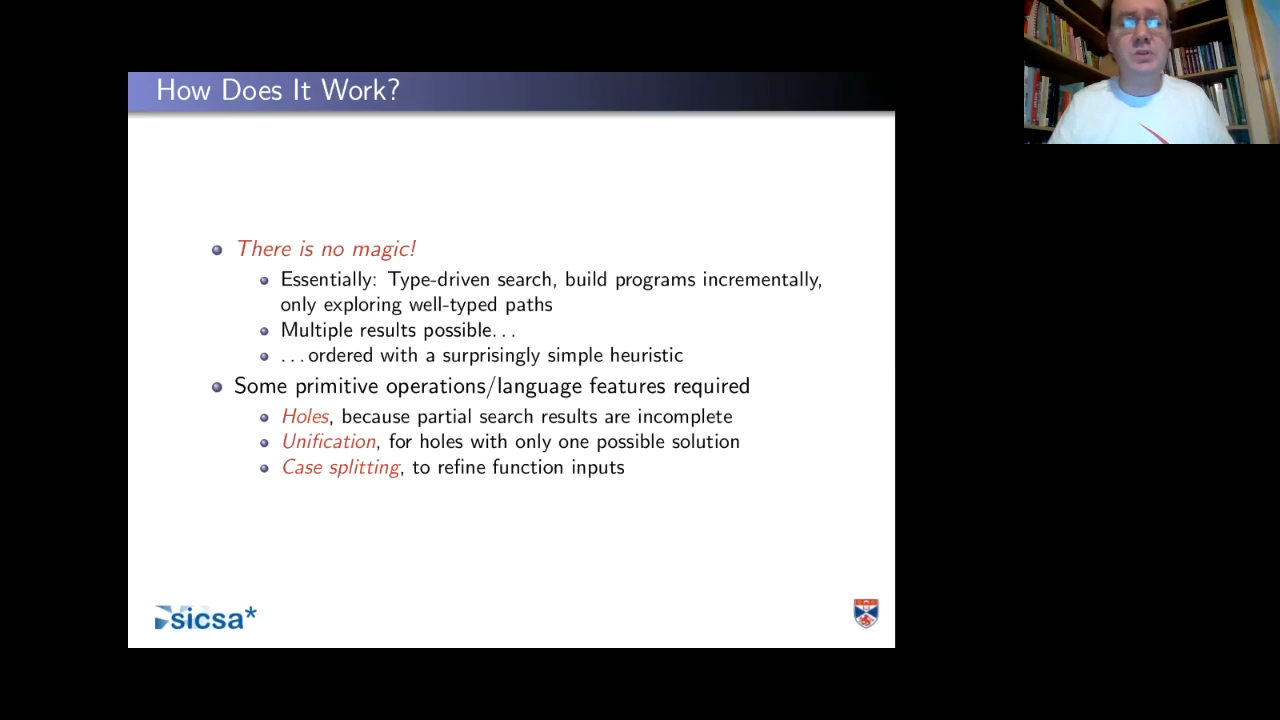 How Does It Work?
There is no magic!
Essentially: Type-driven search, build programs incrementally,
only exploring well-typed paths
Multiple results possible...
...ordered with a surprisingly simple heuristic
Some primitive operations/language features required
Holes, because partial search results are incomplete
Unification, for holes with only one possible solution
Case splitting, to refine function inputs
sicsa*